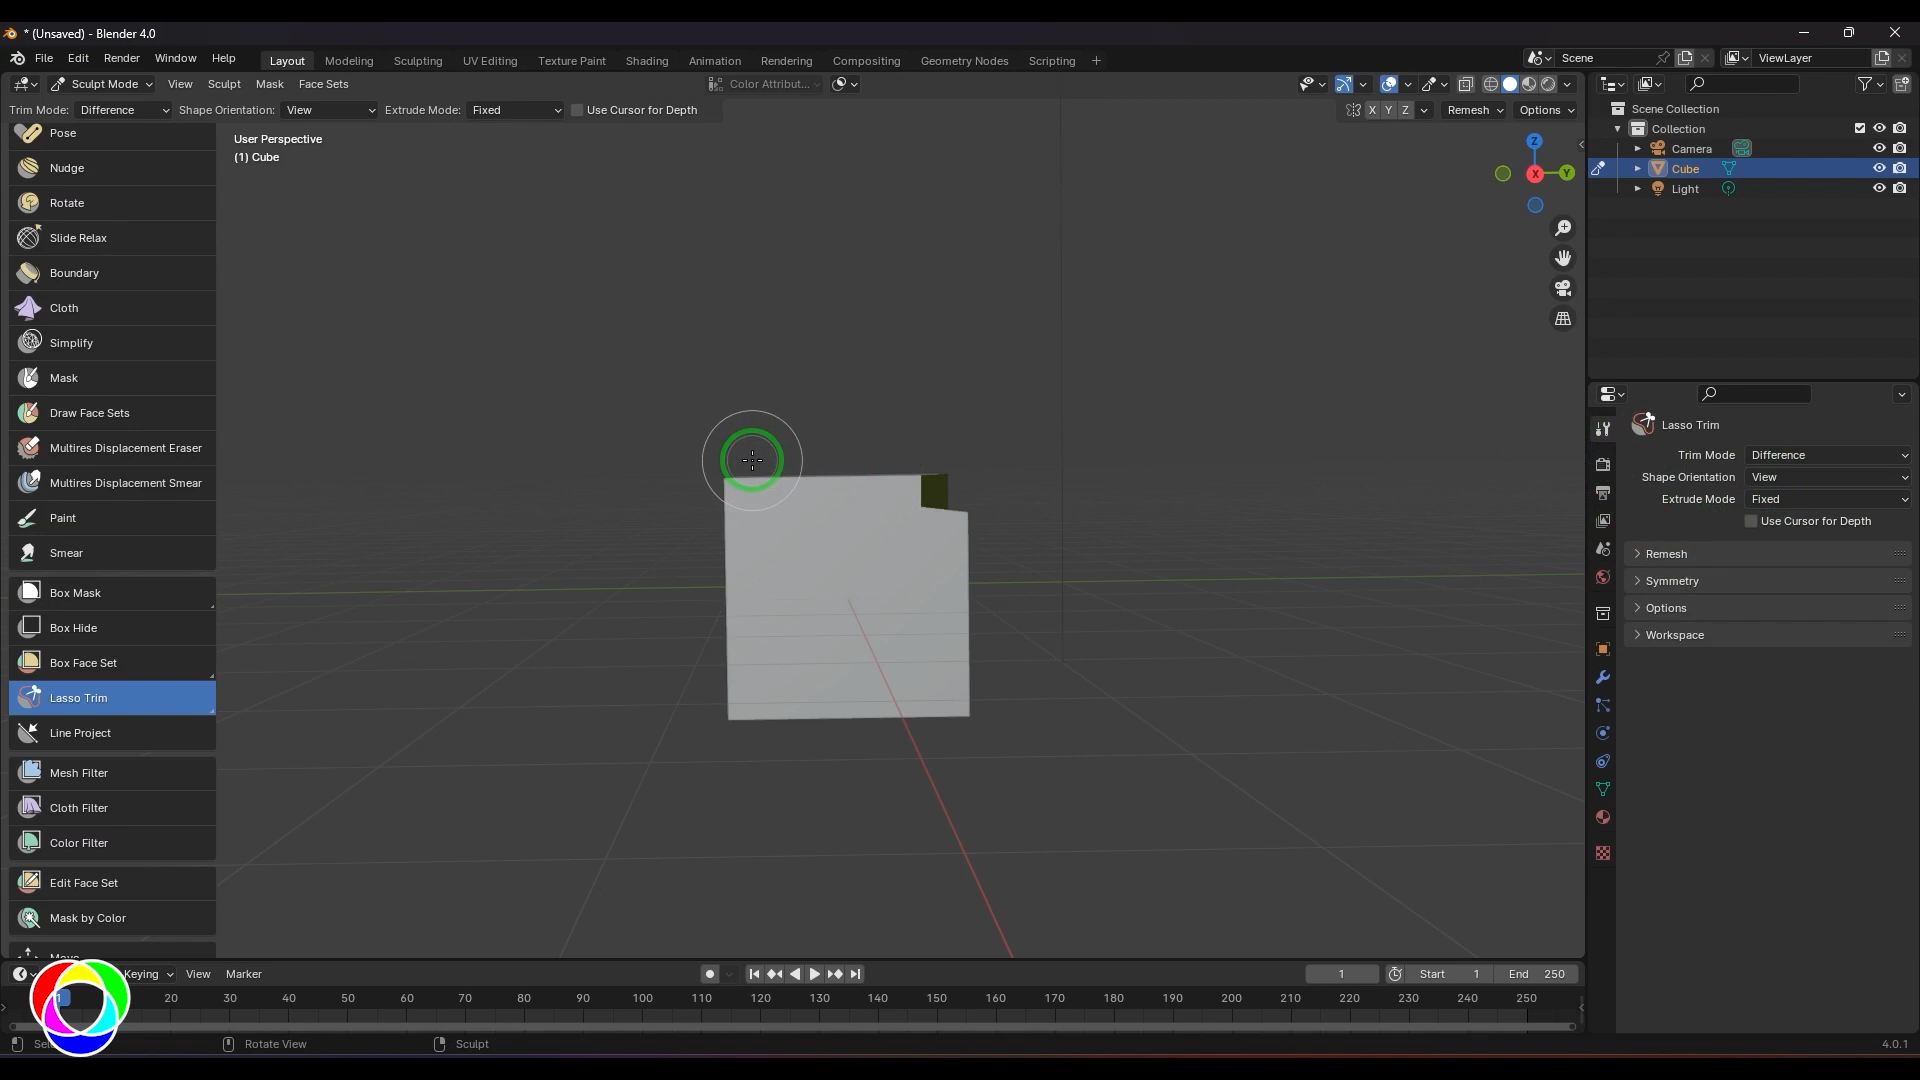 * (Unsaved) - Blender 4.0
File Edit Render Window Help Layout Modeling Sculpting UV Editing Texture Paint Shading Animation Rendering Compositing Geometry Nodes Scripting + Scene ViewLayer
Sculpt Mode View Sculpt Mask Face Sets Color Attribut...
Trim Mode: Difference Shape Orientation: View Extrude Mode: Fixed Use Cursor for Depth X Y Z Remesh Options
User Perspective
(1) Cube
Z
X
Y
Pose
Nudge
Rotate
Slide Relax
Boundary
Cloth
Simplify
Mask
Draw Face Sets
Multires Displacement Eraser
Multires Displacement Smear
Paint
Smear
Box Mask
Box Hide
Box Face Set
Lasso Trim
Line Project
Mesh Filter
Cloth Filter
Color Filter
Edit Face Set
Mask by Color
Scene Collection
Collection
Camera
Cube
Light
Lasso Trim
Trim Mode Difference
Shape Orientation View
Extrude Mode Fixed
Use Cursor for Depth
Remesh
Symmetry
Options
Workspace
Keying View Marker 1 Start 1 End 250
1 20 30 40 50 60 70 80 90 100 110 120 130 140 150 160 170 180 190 200 210 220 230 240 250
Rotate View Sculpt 4.0.1